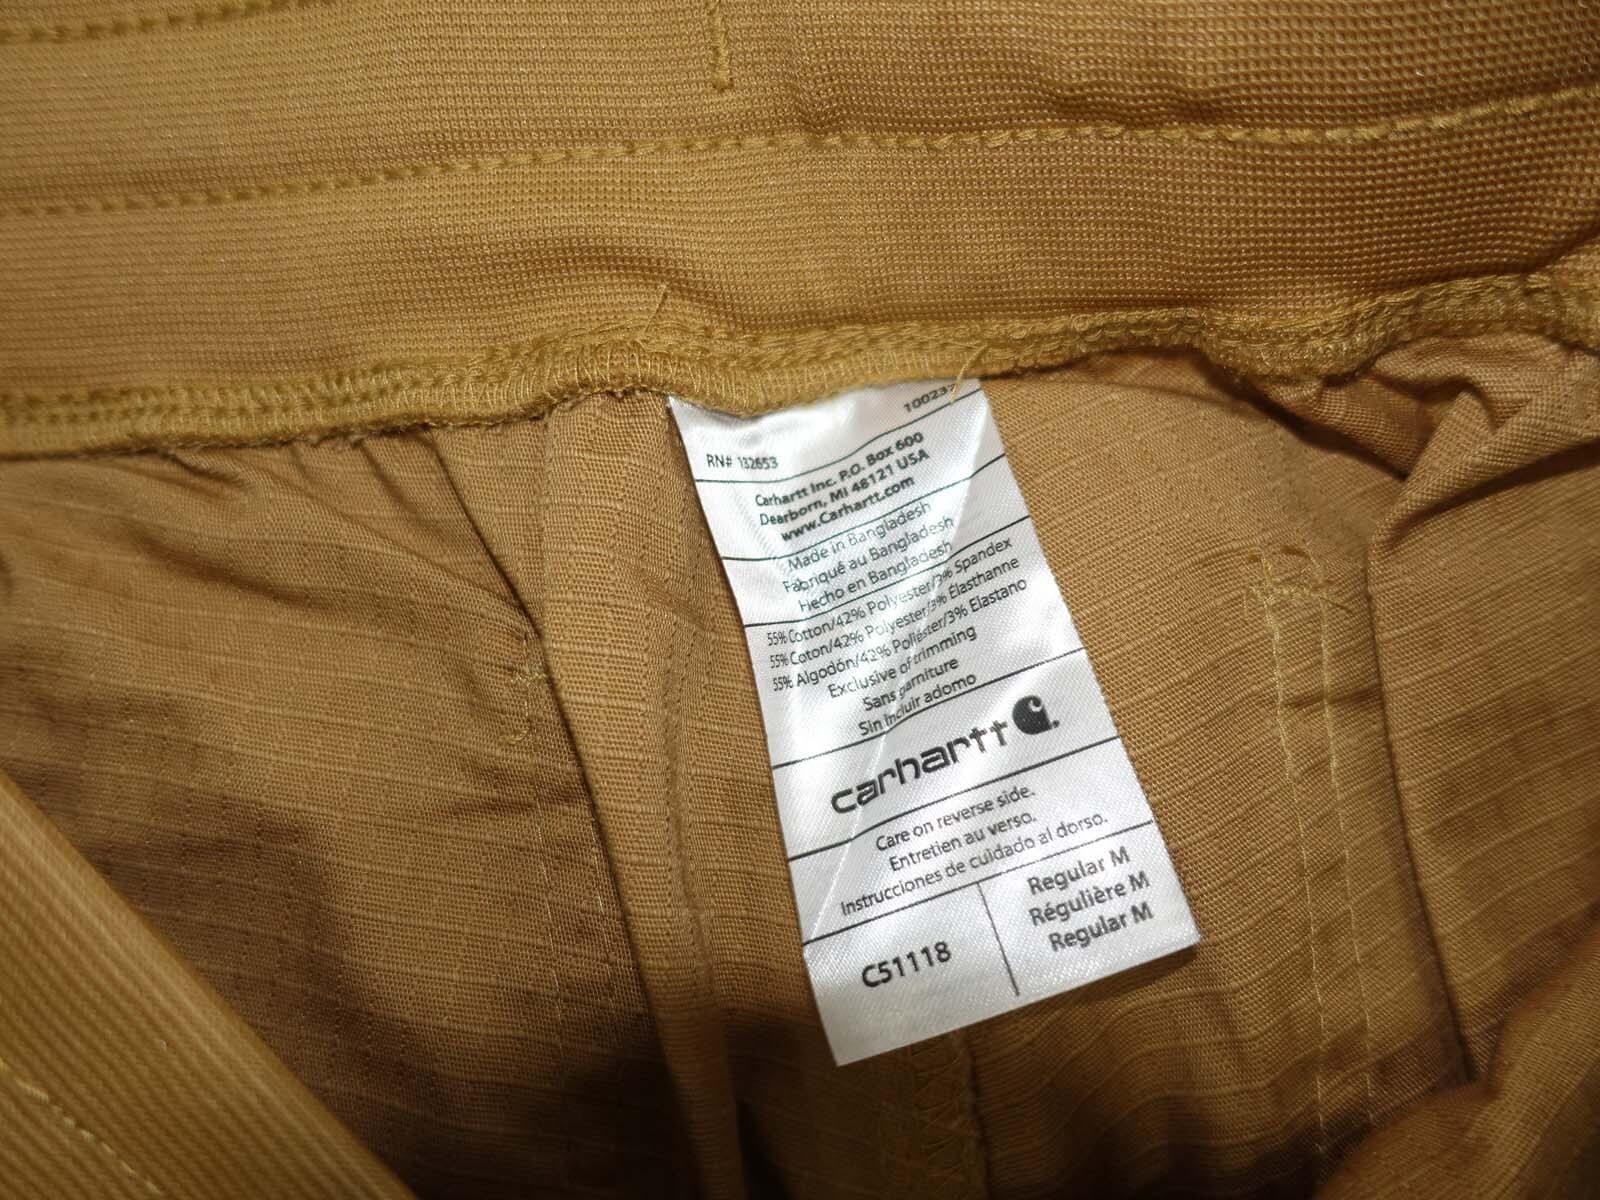 RN# 132653
Carhartt Inc. P.O. Box 600
Dearborn, MI 48121 USA
www.Carhartt.com
Made in Bangladesh
Fabriqué au Bangladesh
Hecho en Bangladesh
55% Cotton/42% Polyester/3% Spandex
55% Coton/42% Polyester/3% Élasthanne
55% Algodón/42% Poliéster/3% Elastano
Exclusive of trimming
Sans garniture
Sin incluir adorno
carhartt
Care on reverse side.
Entretien au verso.
Instrucciones de cuidado al dorso.
Regular M
Régulière M
Regular M
C51118